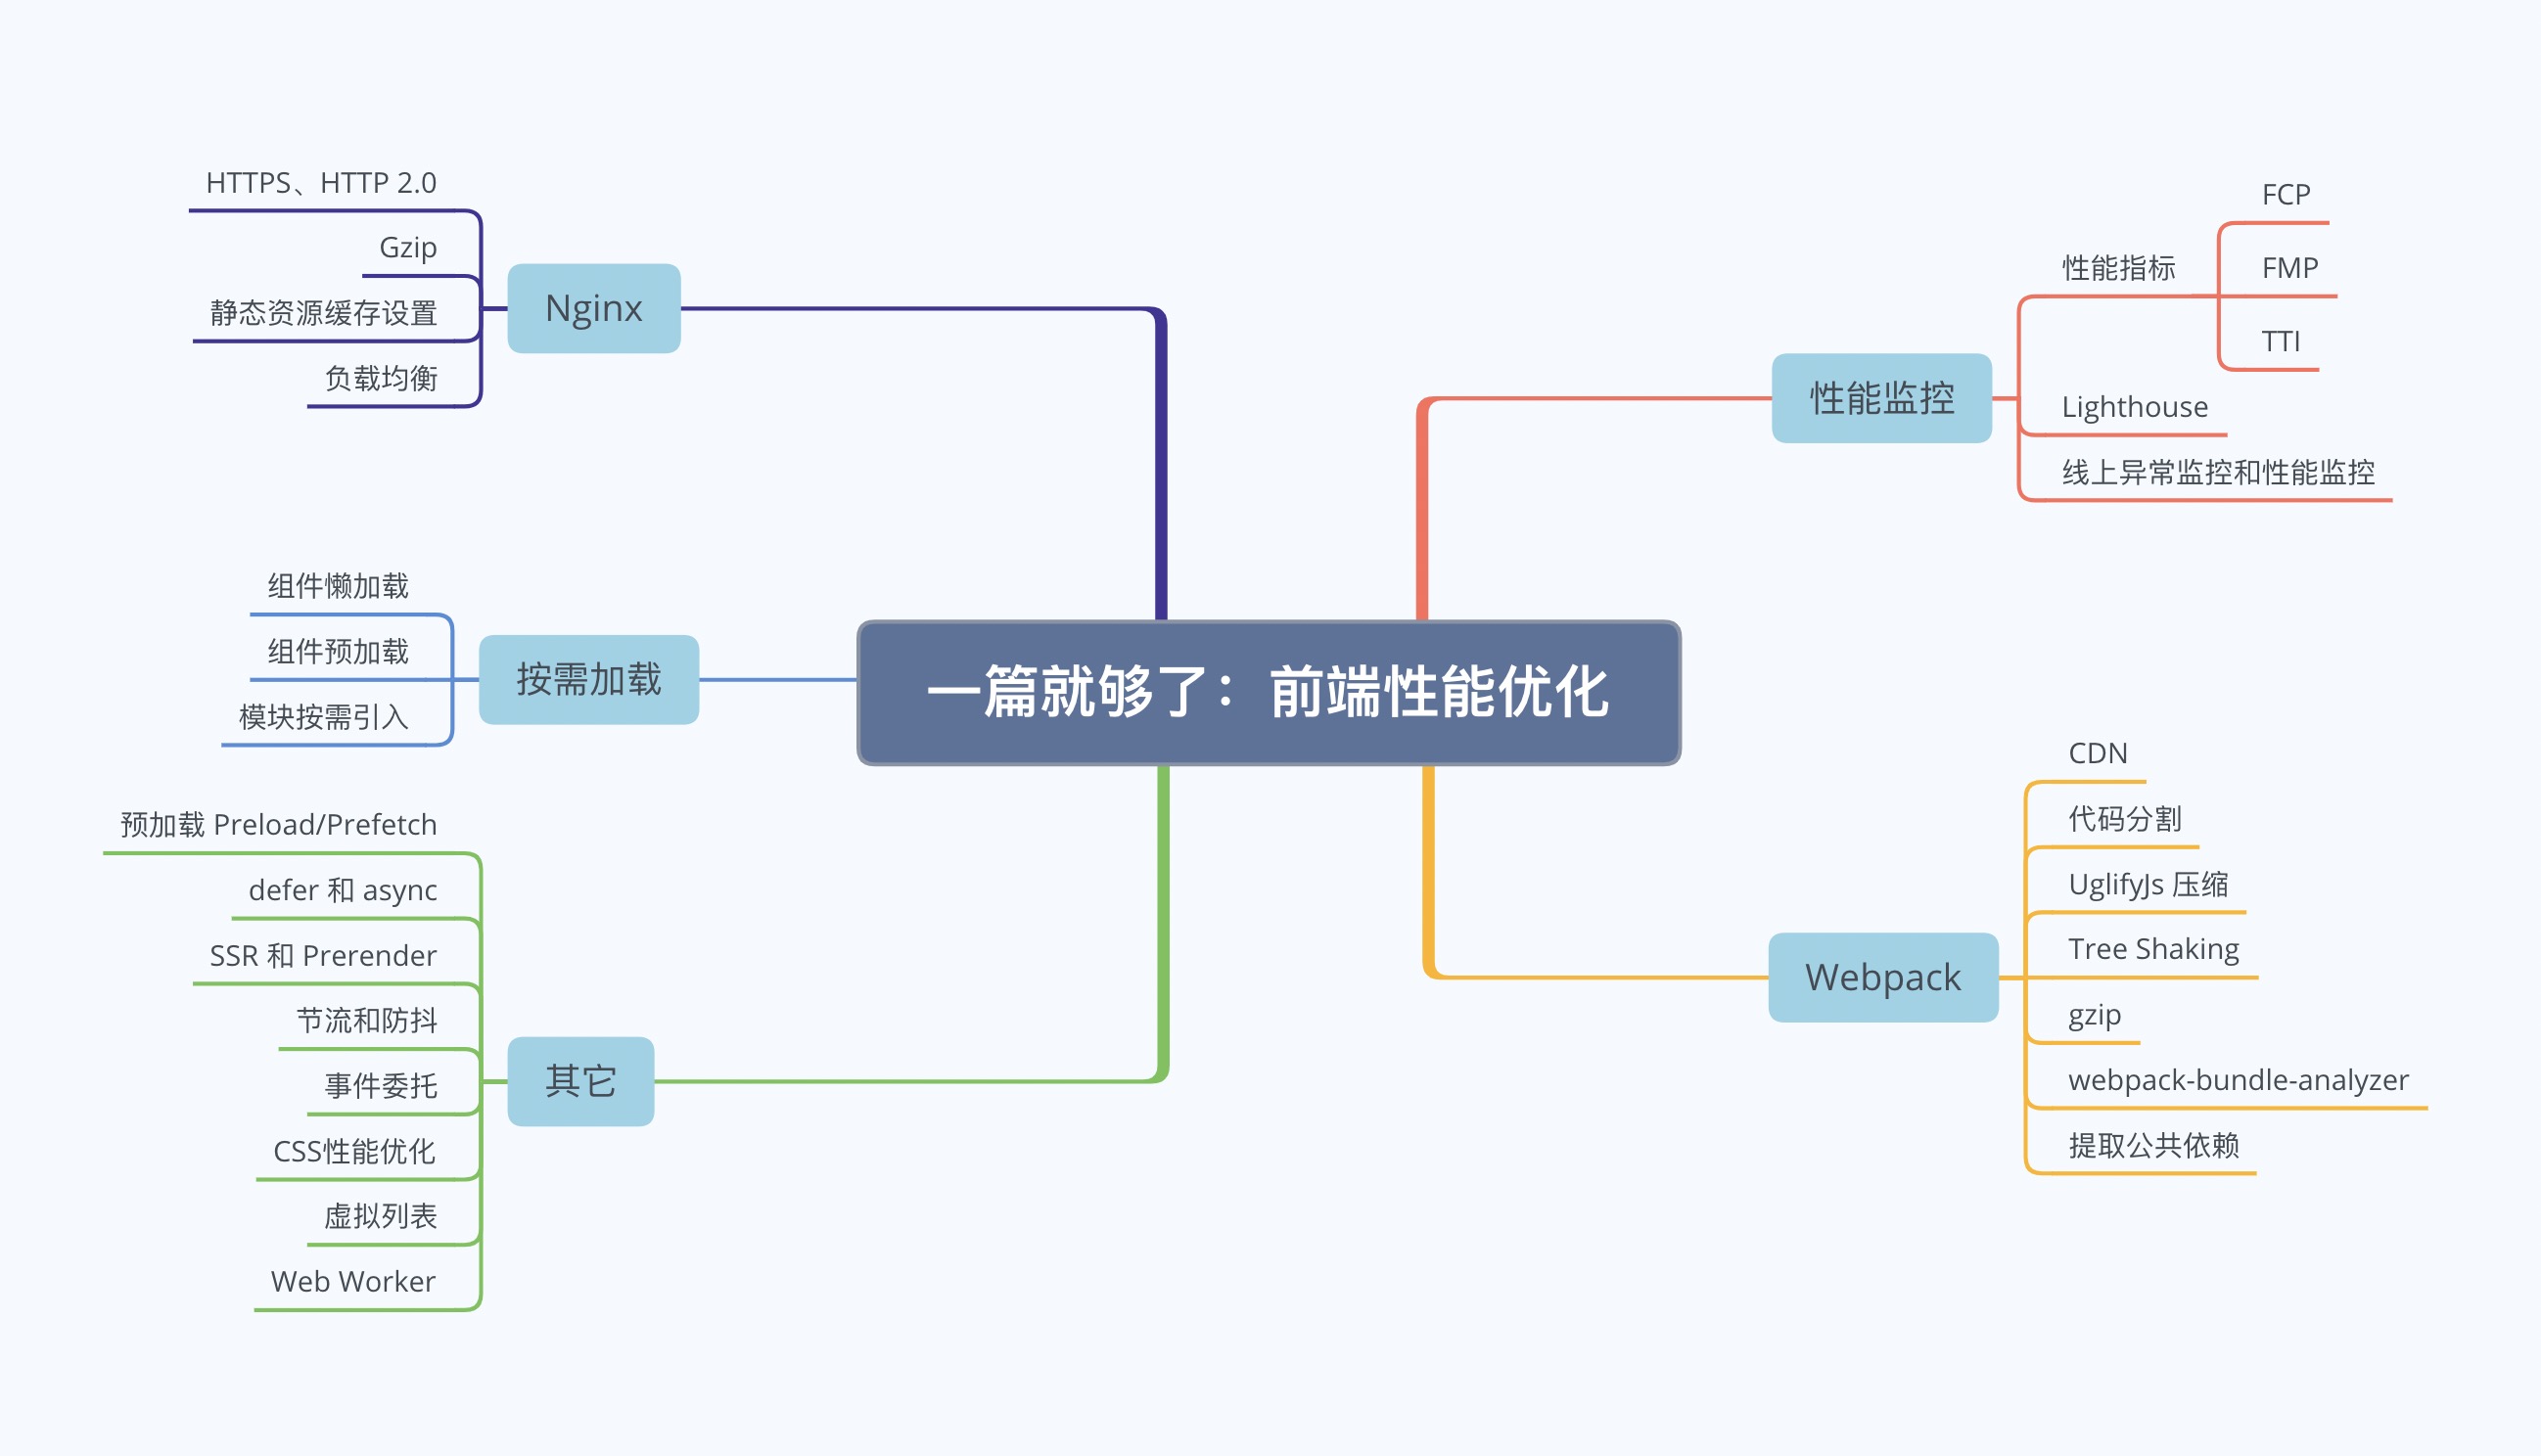 一篇就够了：前端性能优化
性能监控
性能指标
FCP
FMP
TTI
Lighthouse
线上异常监控和性能监控
Webpack
CDN
代码分割
UglifyJs 压缩
Tree Shaking
gzip
webpack-bundle-analyzer
提取公共依赖
Nginx
HTTPS、HTTP 2.0
Gzip
静态资源缓存设置
负载均衡
按需加载
组件懒加载
组件预加载
模块按需引入
其它
预加载 Preload/Prefetch
defer 和 async
SSR 和 Prerender
节流和防抖
事件委托
CSS性能优化
虚拟列表
Web Worker